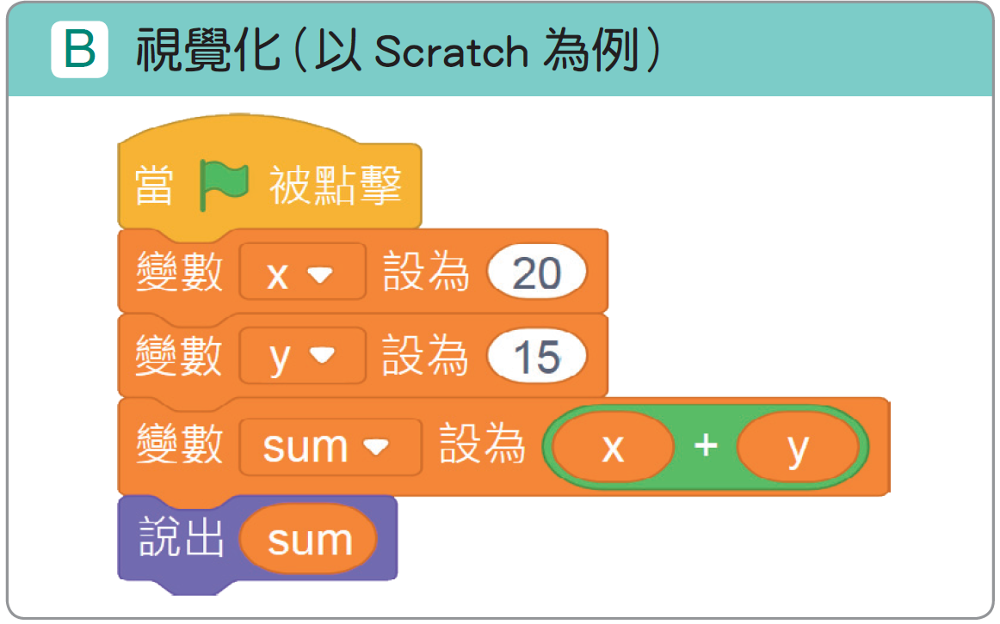 B 視覺化(以 Scratch 為例)
當 被點擊
變數 x 設為 20
變數 y 設為 15
變數 sum 設為 x + y
說出 sum